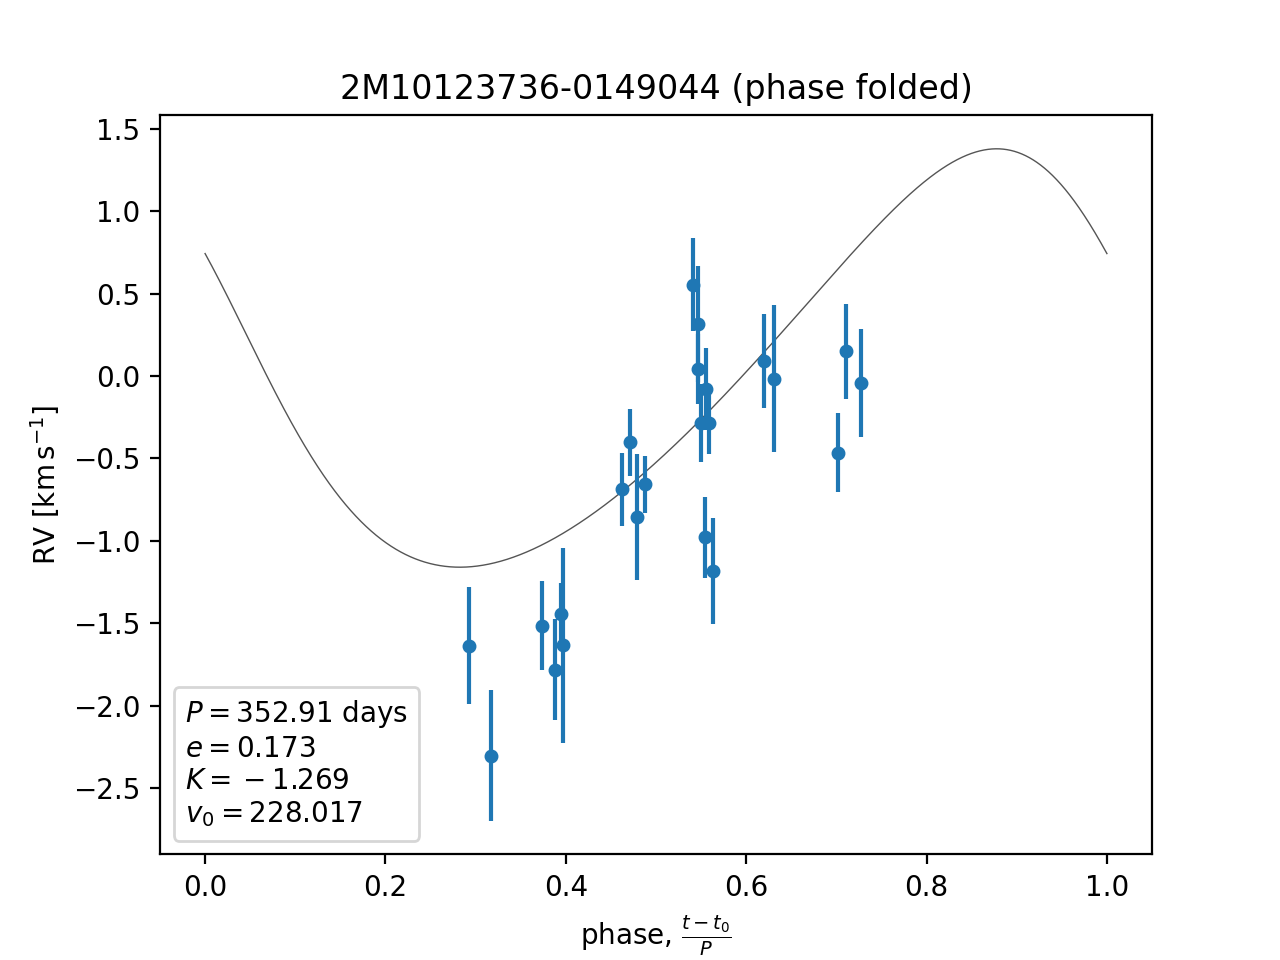 2M10123736-0149044 (phase folded)
1.5
1.0
0.5
0.0
−0.5
−1.0
−1.5
−2.0
−2.5
RV [km s⁻¹]
P = 352.91 days
e = 0.173
K = −1.269
v₀ = 228.017
0.0 0.2 0.4 0.6 0.8 1.0
phase, (t − t₀)/P